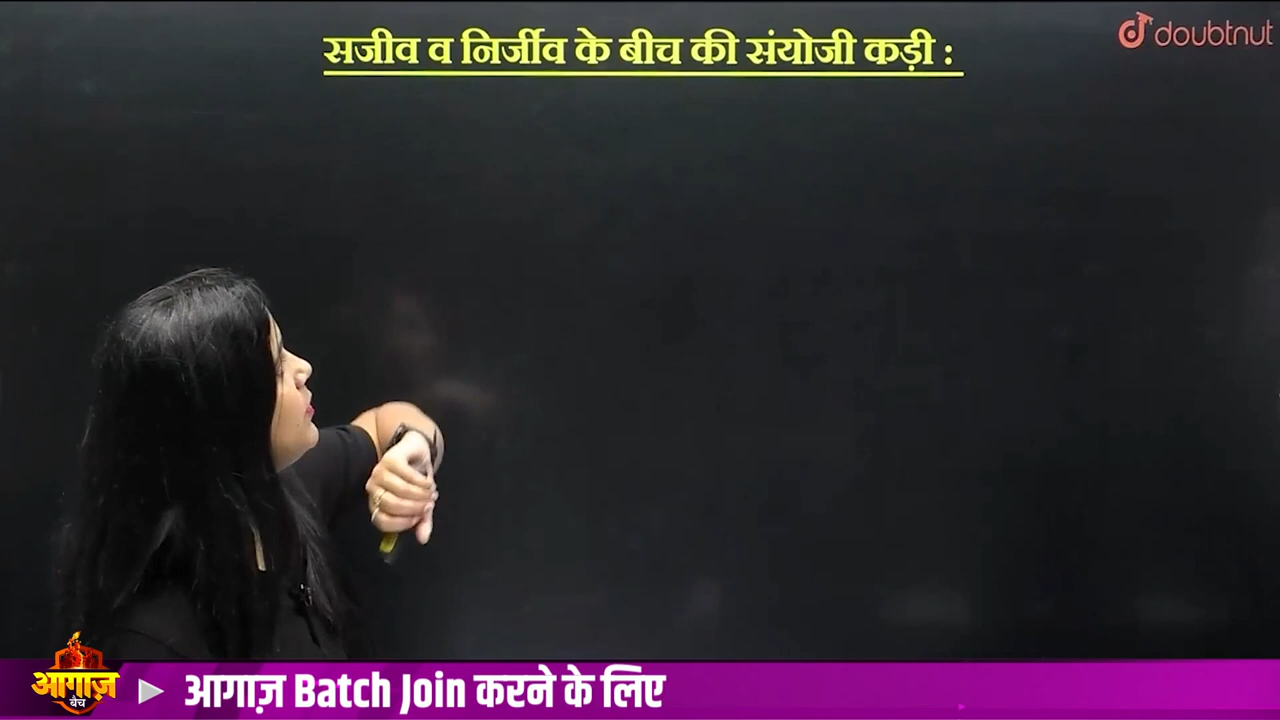 सजीव व निर्जीव के बीच की संयोजी कड़ी :
doubtnut
आगाज़
बैच
आगाज़ Batch Join करने के लिए